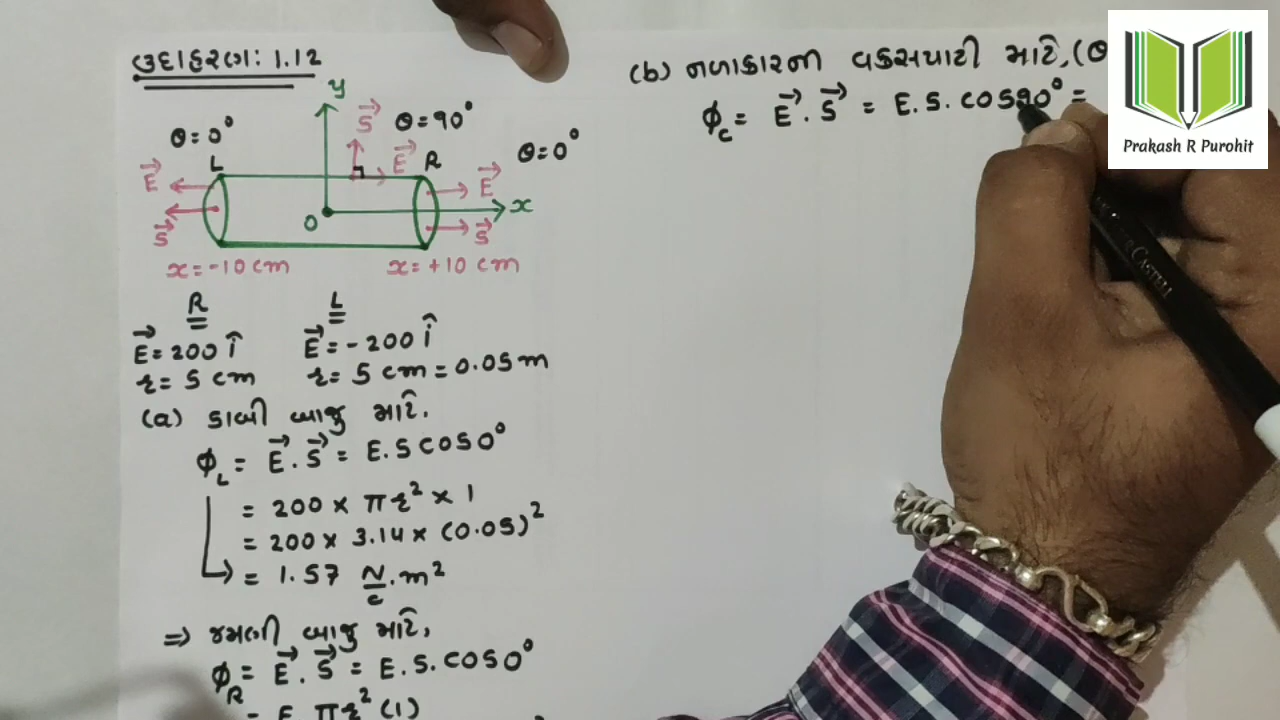 ઉદાહરણ: 1.12
y
S⃗
θ=90°
θ=0°
L
E⃗
R
θ=0°
E⃗
E⃗
O
x
S⃗
S⃗
x=-10 cm
x=+10 cm
R
L
E⃗=200 î
E⃗=-200 î
r=5 cm
r=5 cm=0.05 m
(a) ડાબી બાજુ માટે.
ϕL = E⃗.S⃗ = E.S cos0°
= 200 × πr² × 1
= 200 × 3.14 × (0.05)²
= 1.57 N/C.m²
⇒ જમણી બાજુ માટે,
ϕR = E⃗.S⃗ = E.S.cos0°
= E πr² (1)
(b) નળાકારની વક્રસપાટી માટે,(θ
ϕC = E⃗.S⃗ = E.S.cos90° =
Prakash R Purohit